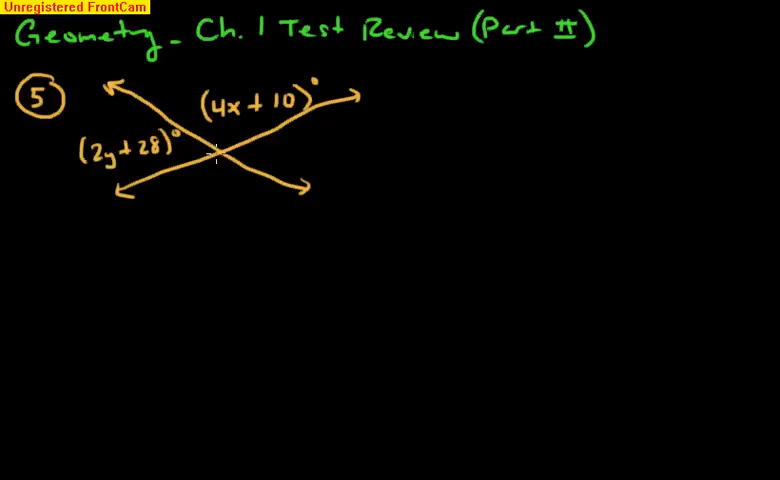 Unregistered FrontCam
Geometry - Ch. 1 Test Review (Part II)
5
(4x + 10)°
(2y + 28)°